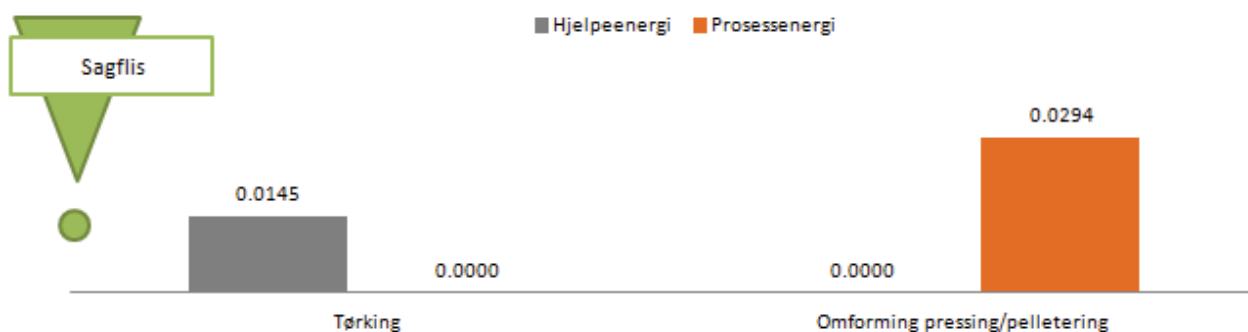 Hjelpeenergi Prosessenergi
Sagflis
0.0294
0.0145
0.0000 0.0000
Tørking Omforming pressing/pelletering